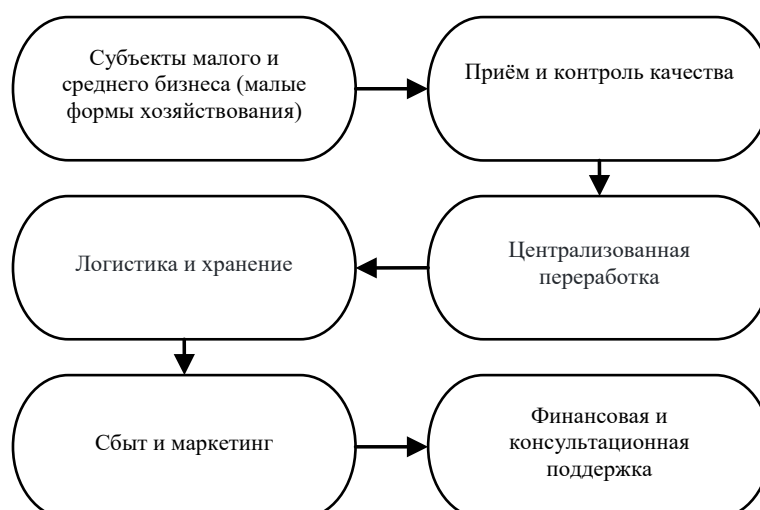 Субъекты малого и
среднего бизнеса (малые
формы хозяйствования)
Приём и контроль качества
Централизованная
переработка
Логистика и хранение
Сбыт и маркетинг
Финансовая и
консультационная
поддержка